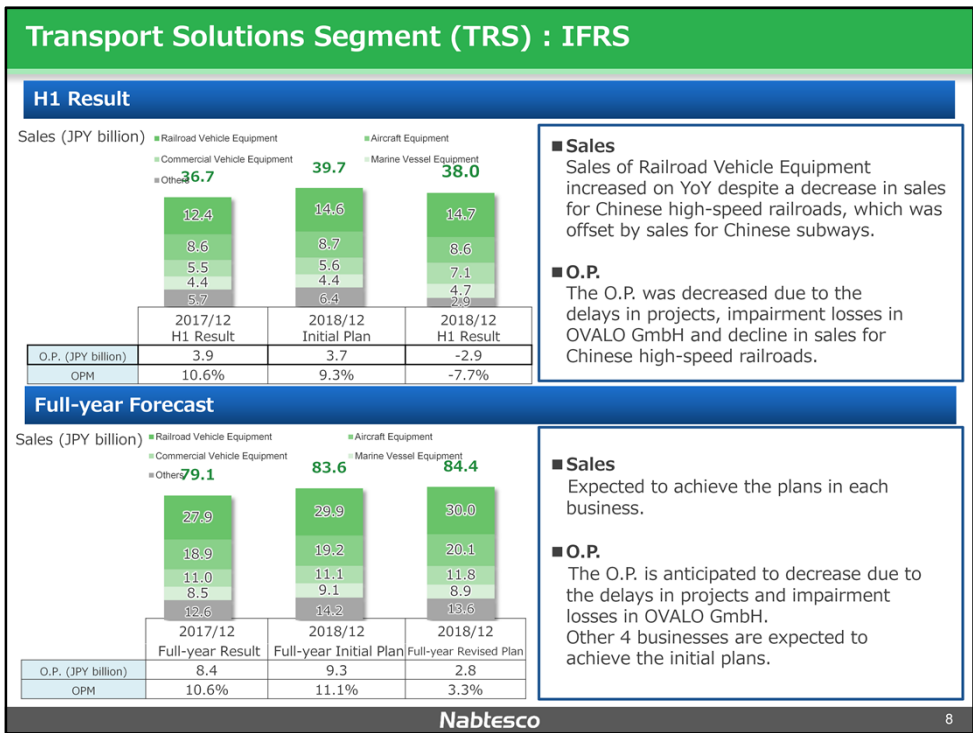 Transport Solutions Segment (TRS) : IFRS
H1 Result
Sales (JPY billion)
■Railroad Vehicle Equipment ■Aircraft Equipment
■Commercial Vehicle Equipment ■Marine Vessel Equipment
■Others
36.7 39.7 38.0
12.4 14.6 14.7
8.6 8.7 8.6
5.5 5.6 7.1
4.4 4.4 4.7
5.7 6.4 2.9
2017/12 2018/12 2018/12
H1 Result Initial Plan H1 Result
O.P. (JPY billion) 3.9 3.7 -2.9
OPM 10.6% 9.3% -7.7%
■Sales
Sales of Railroad Vehicle Equipment
increased on YoY despite a decrease in sales
for Chinese high-speed railroads, which was
offset by sales for Chinese subways.
■O.P.
The O.P. was decreased due to the
delays in projects, impairment losses in
OVALO GmbH and decline in sales for
Chinese high-speed railroads.
Full-year Forecast
Sales (JPY billion)
■Railroad Vehicle Equipment ■Aircraft Equipment
■Commercial Vehicle Equipment ■Marine Vessel Equipment
■Others
79.1 83.6 84.4
27.9 29.9 30.0
18.9 19.2 20.1
11.0 11.1 11.8
8.5 9.1 8.9
12.6 14.2 13.6
2017/12 2018/12 2018/12
Full-year Result Full-year Initial Plan Full-year Revised Plan
O.P. (JPY billion) 8.4 9.3 2.8
OPM 10.6% 11.1% 3.3%
■Sales
Expected to achieve the plans in each
business.
■O.P.
The O.P. is anticipated to decrease due to
the delays in projects and impairment
losses in OVALO GmbH.
Other 4 businesses are expected to
achieve the initial plans.
Nabtesco
8